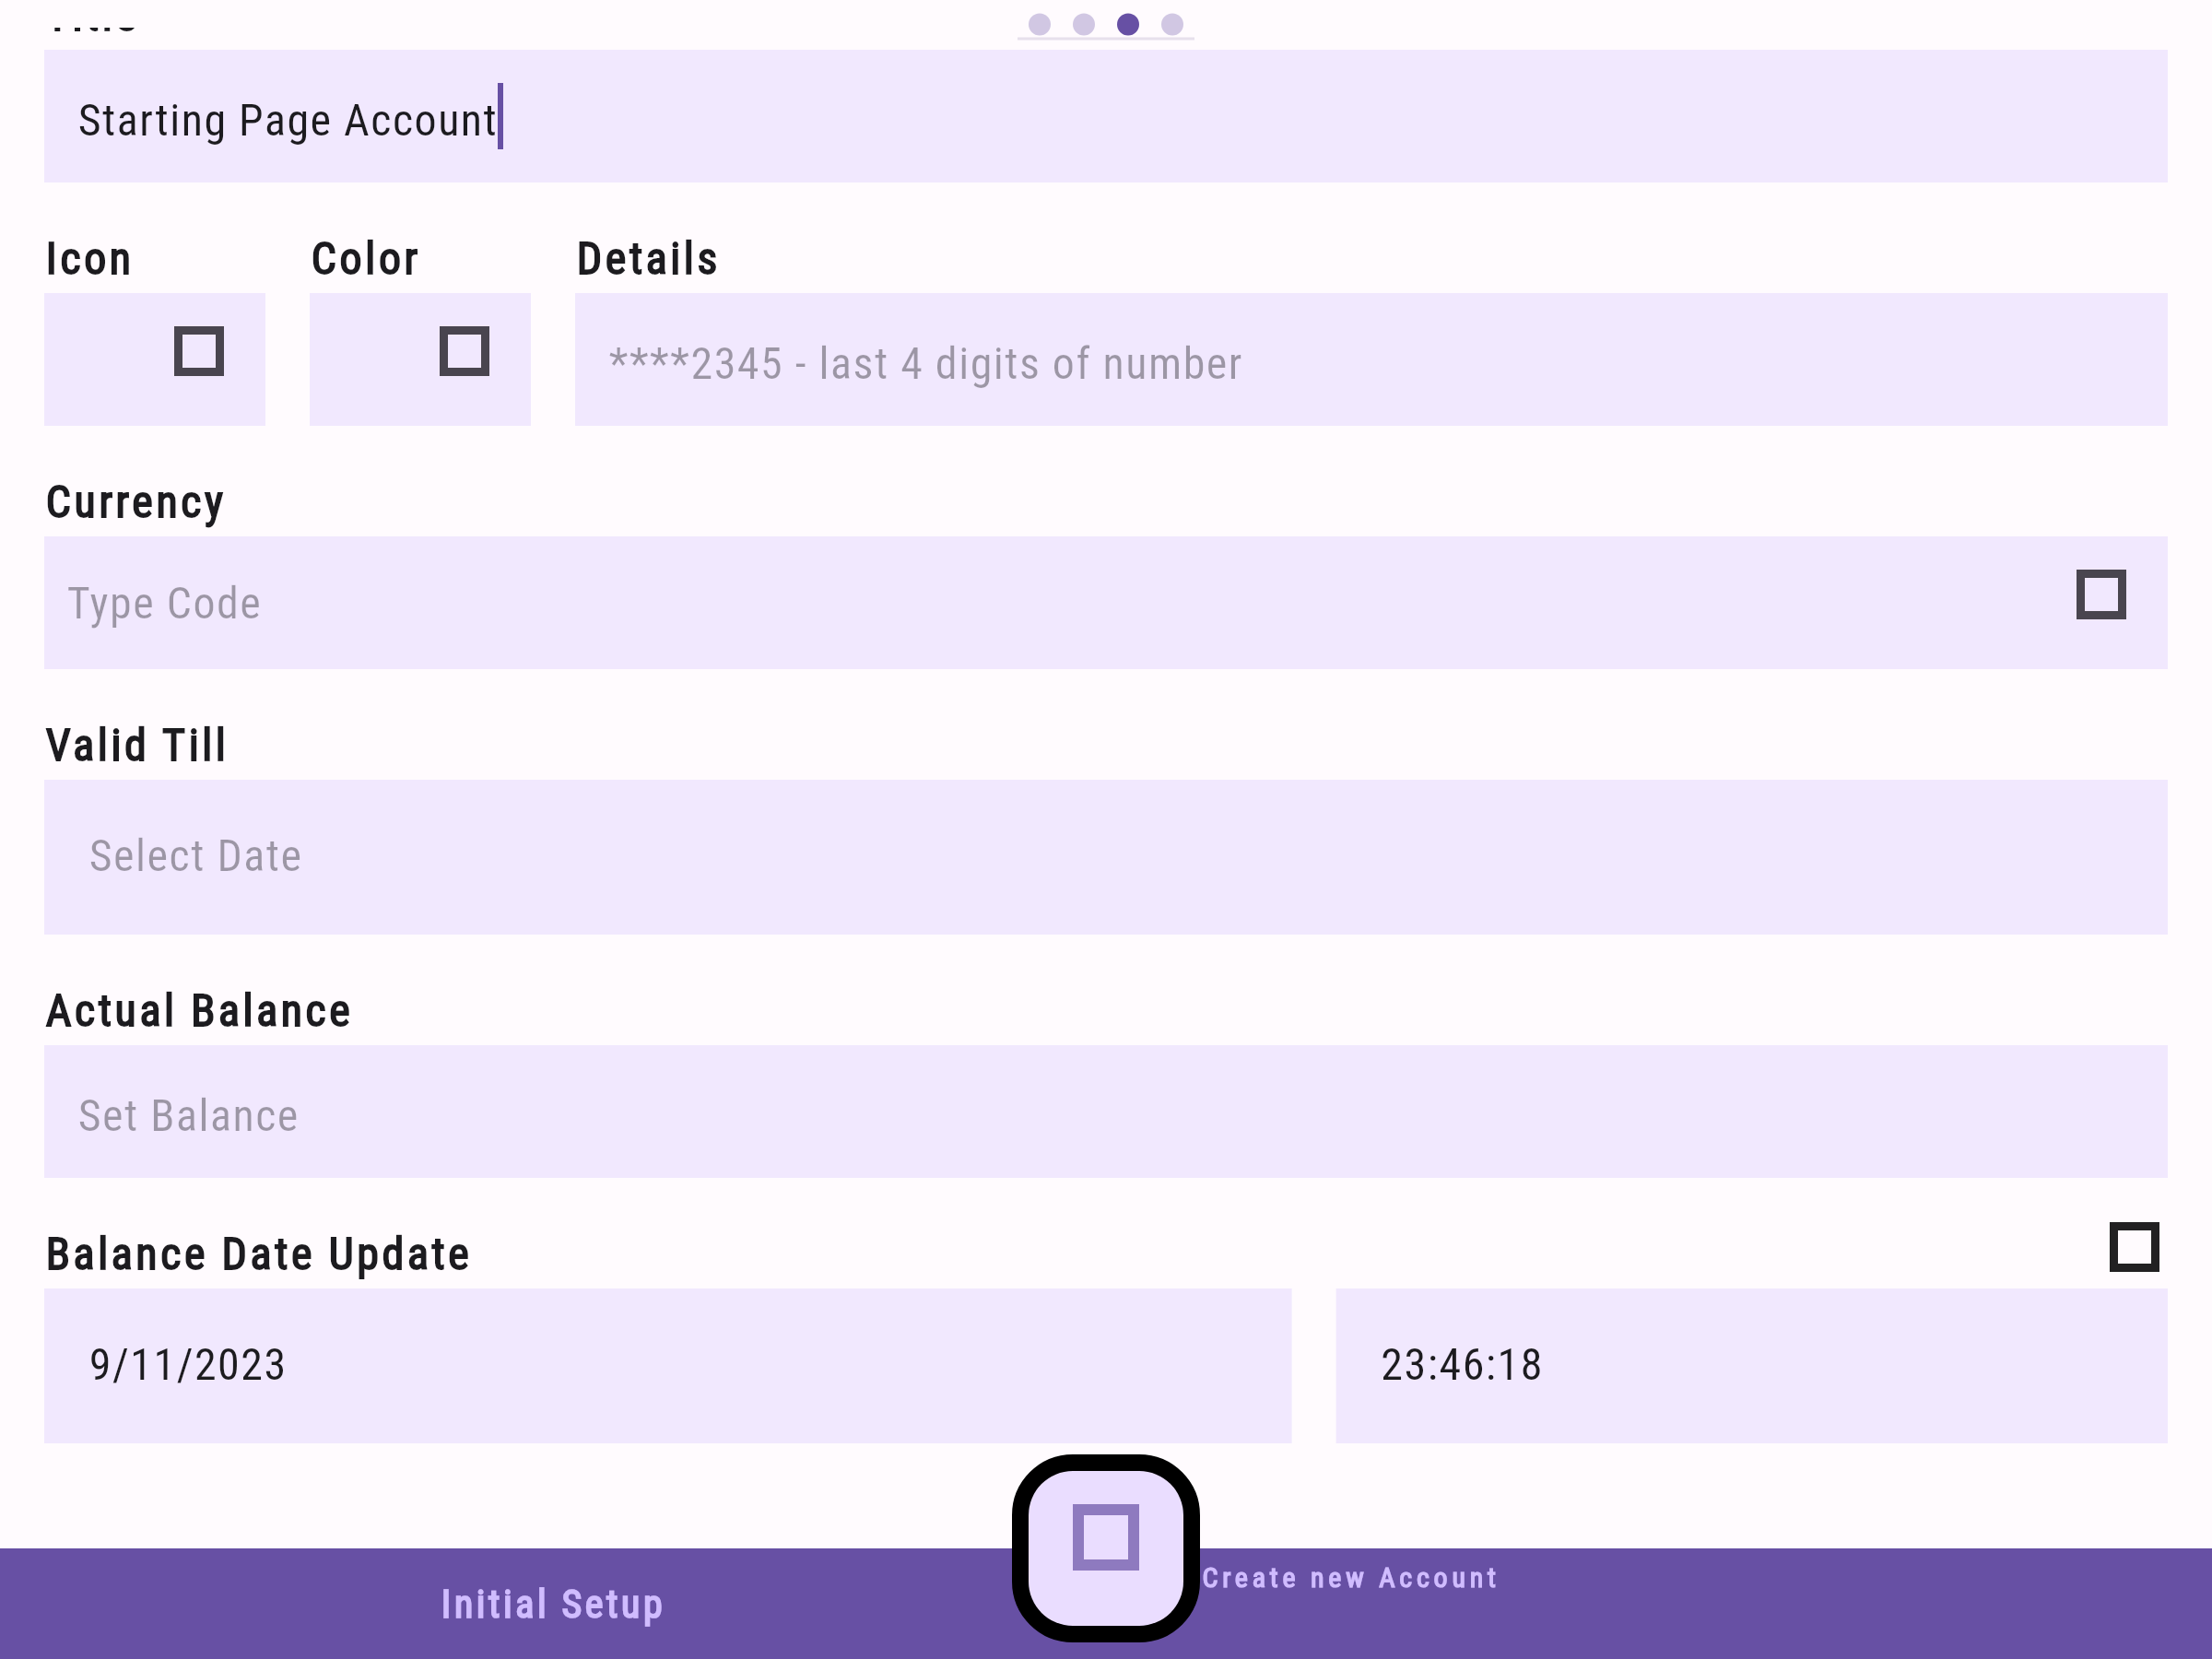 Starting Page Account
Icon Color Details
****2345 - last 4 digits of number
Currency
Type Code
Valid Till
Select Date
Actual Balance
Set Balance
Balance Date Update
9/11/2023 23:46:18
Create new Account
Initial Setup